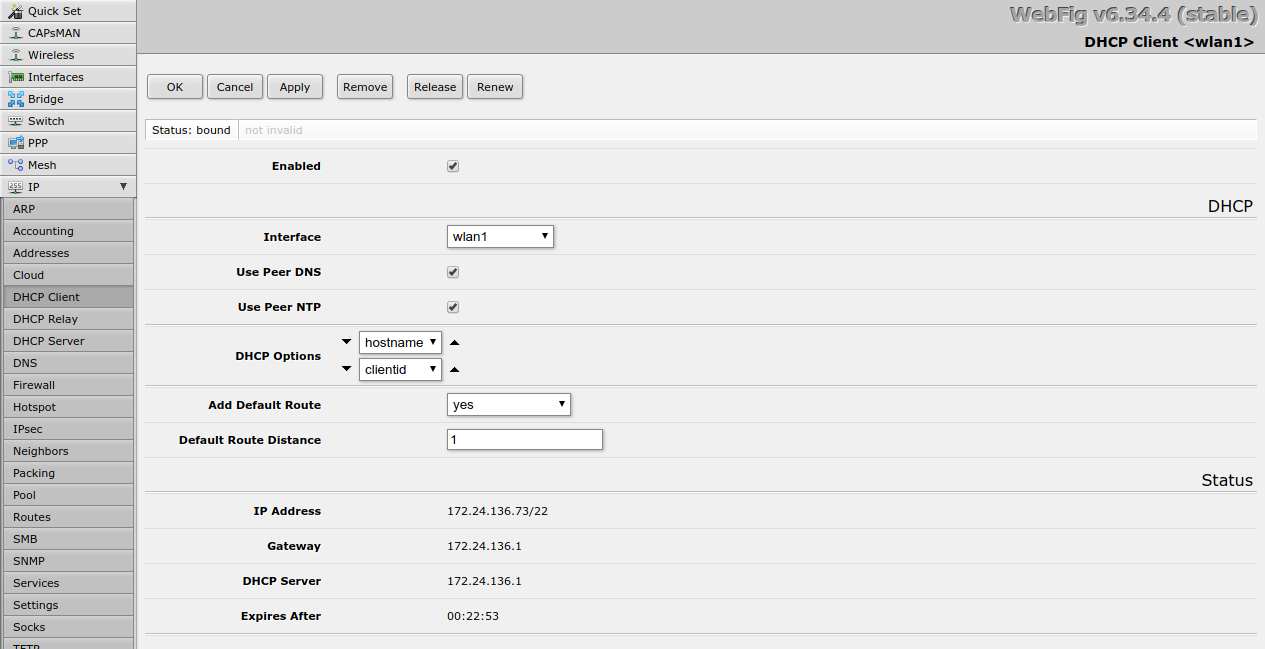 Quick Set
CAPsMAN
Wireless
Interfaces
Bridge
Switch
PPP
Mesh
IP
ARP
Accounting
Addresses
Cloud
DHCP Client
DHCP Relay
DHCP Server
DNS
Firewall
Hotspot
IPsec
Neighbors
Packing
Pool
Routes
SMB
SNMP
Services
Settings
Socks
TFTP
WebFig v6.34.4 (stable)
DHCP Client <wlan1>
OK Cancel Apply Remove Release Renew
Status: bound not invalid
Enabled
DHCP
Interface wlan1
Use Peer DNS
Use Peer NTP
DHCP Options hostname
clientid
Add Default Route yes
Default Route Distance 1
Status
IP Address 172.24.136.73/22
Gateway 172.24.136.1
DHCP Server 172.24.136.1
Expires After 00:22:53